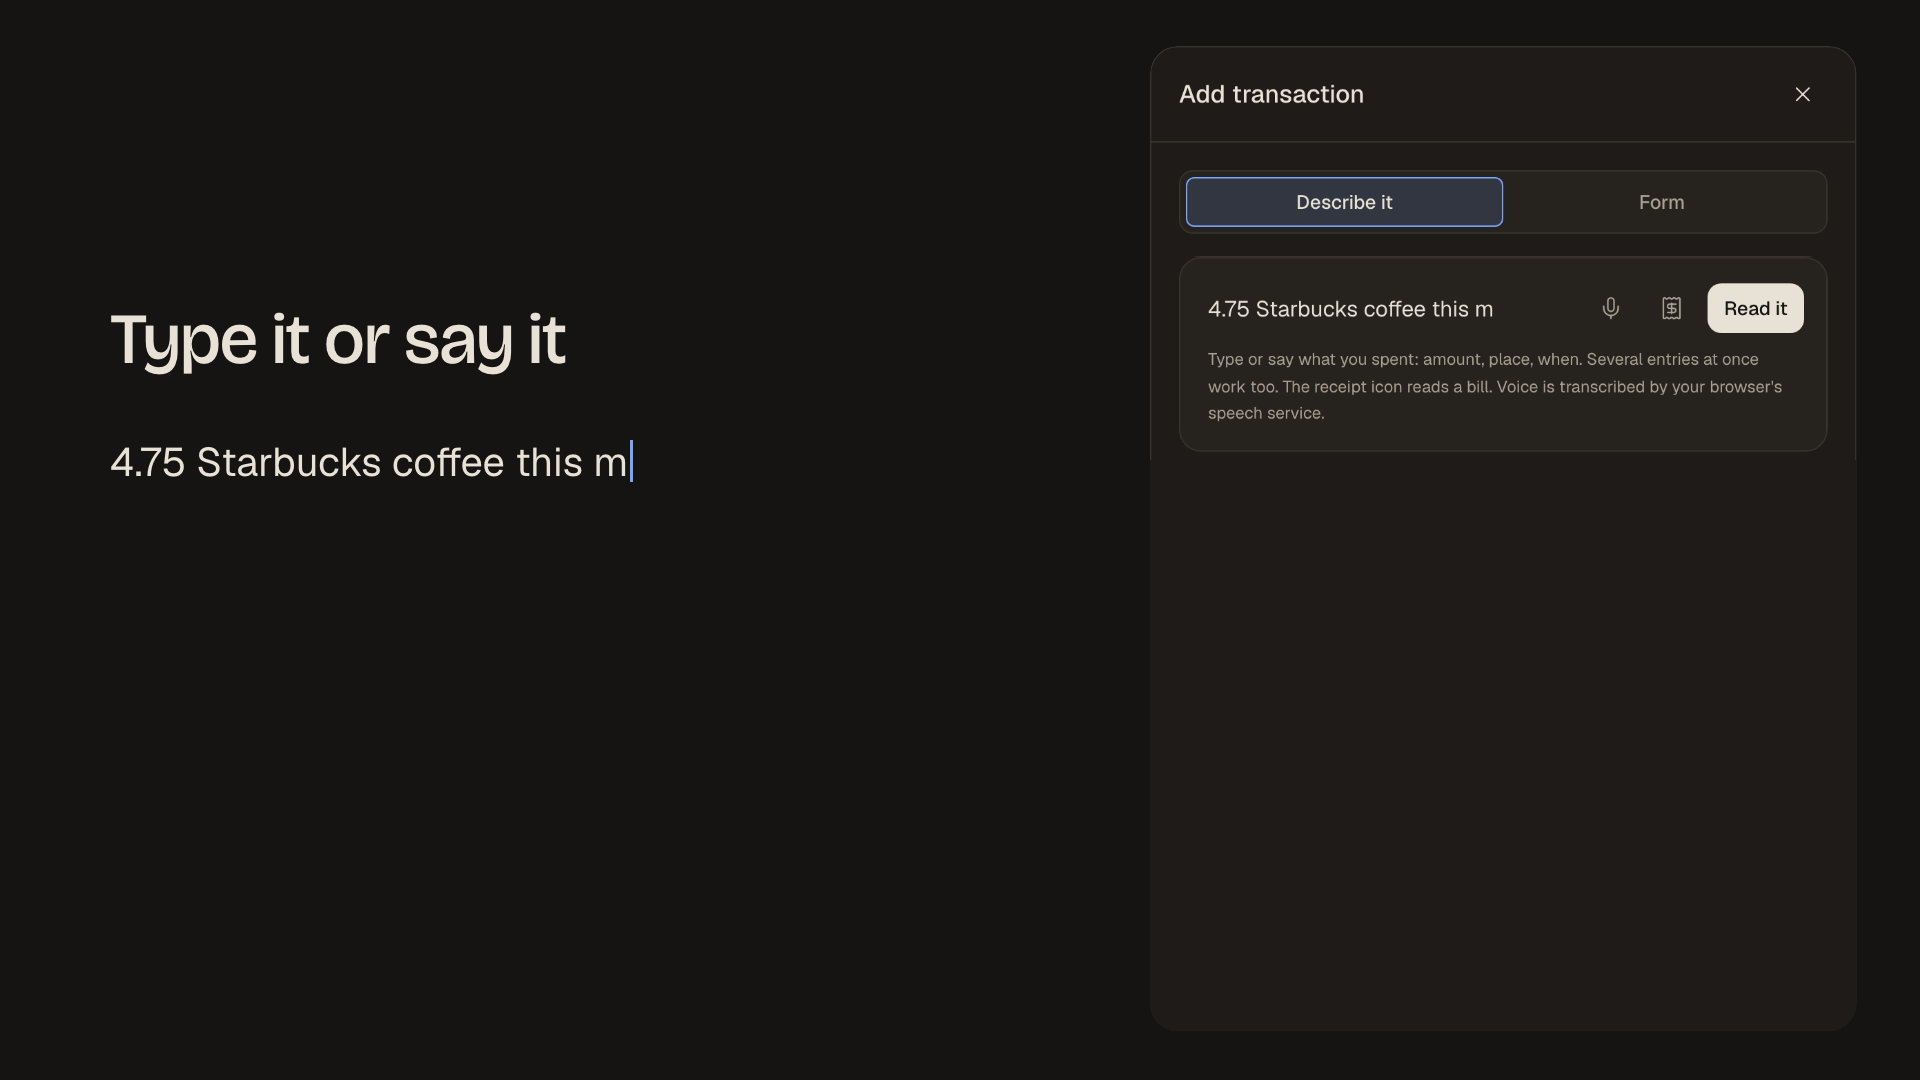 Type it or say it
4.75 Starbucks coffee this m
Add transaction
Describe it
Form
4.75 Starbucks coffee this m
Read it
Type or say what you spent: amount, place, when. Several entries at once
work too. The receipt icon reads a bill. Voice is transcribed by your browser's
speech service.